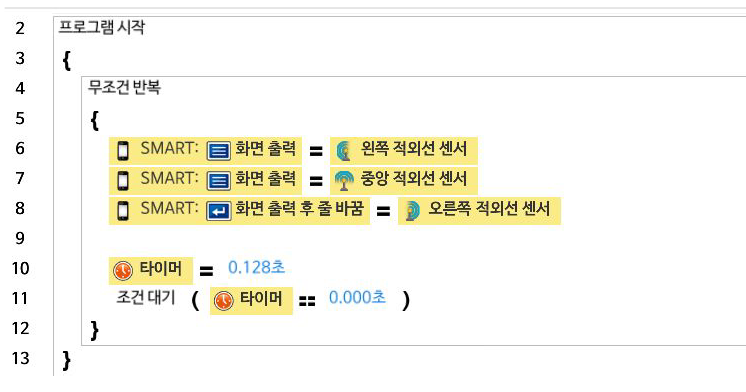 2 프로그램 시작
3 {
4 무조건 반복
5 {
6 SMART: 화면 출력 = 왼쪽 적외선 센서
7 SMART: 화면 출력 = 중앙 적외선 센서
8 SMART: 화면 출력 후 줄 바꿈 = 오른쪽 적외선 센서
9
10 타이머 = 0.128초
11 조건 대기 ( 타이머 == 0.000초 )
12 }
13 }